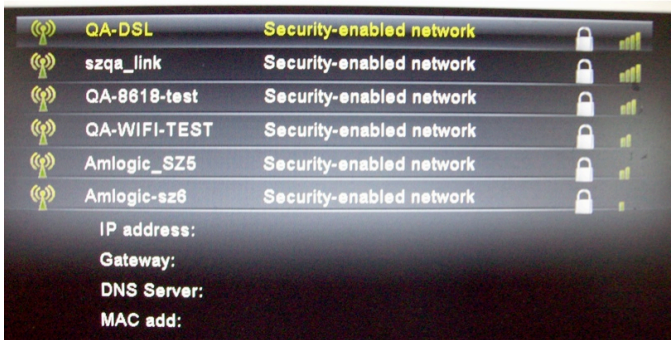 QA-DSL Security-enabled network
szqa_link Security-enabled network
QA-8618-test Security-enabled network
QA-WIFI-TEST Security-enabled network
Amlogic_SZ5 Security-enabled network
Amlogic-sz6 Security-enabled network
IP address:
Gateway:
DNS Server:
MAC add: